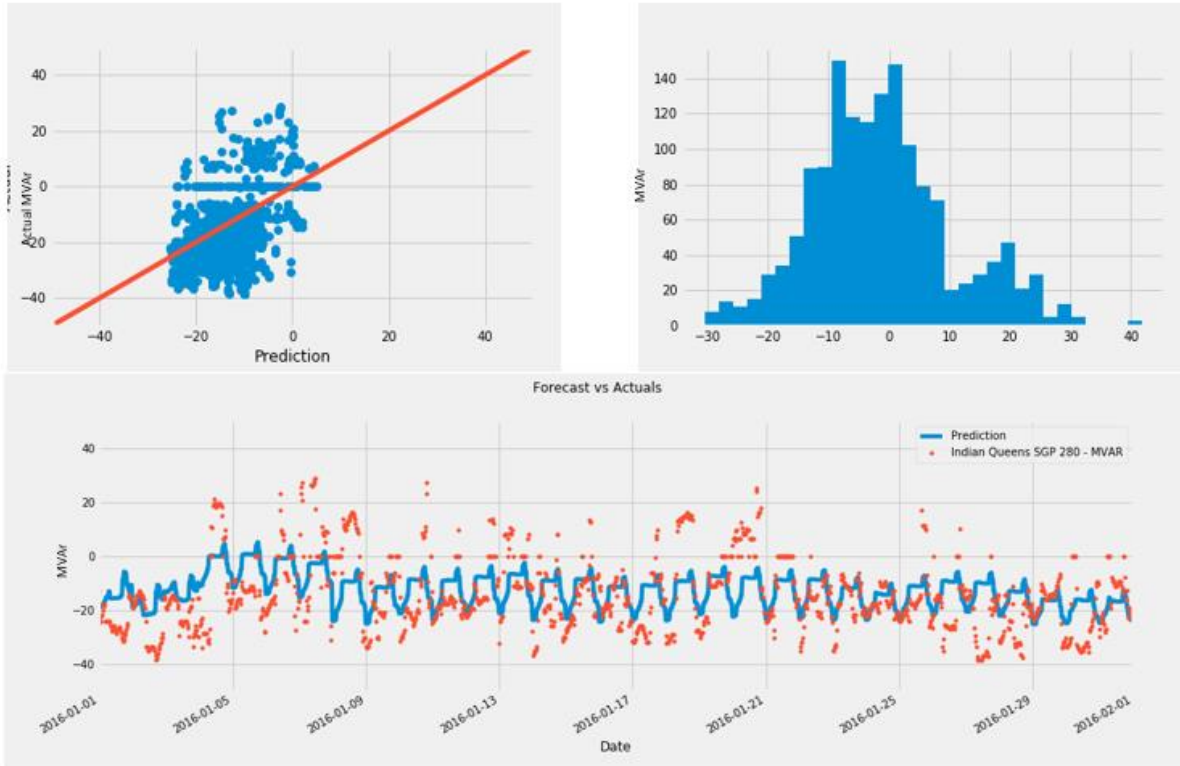 40
20
0
−20
−40
Actual MVAr
−40 −20 0 20 40
Prediction
140
120
100
80
60
40
20
0
MVAr
−30 −20 −10 0 10 20 30 40
Forecast vs Actuals
Prediction
Indian Queens SGP 280 - MVAR
40
20
0
−20
−40
MVAr
2016-01-01 2016-01-05 2016-01-09 2016-01-13 2016-01-17 2016-01-21 2016-01-25 2016-01-29 2016-02-01
Date